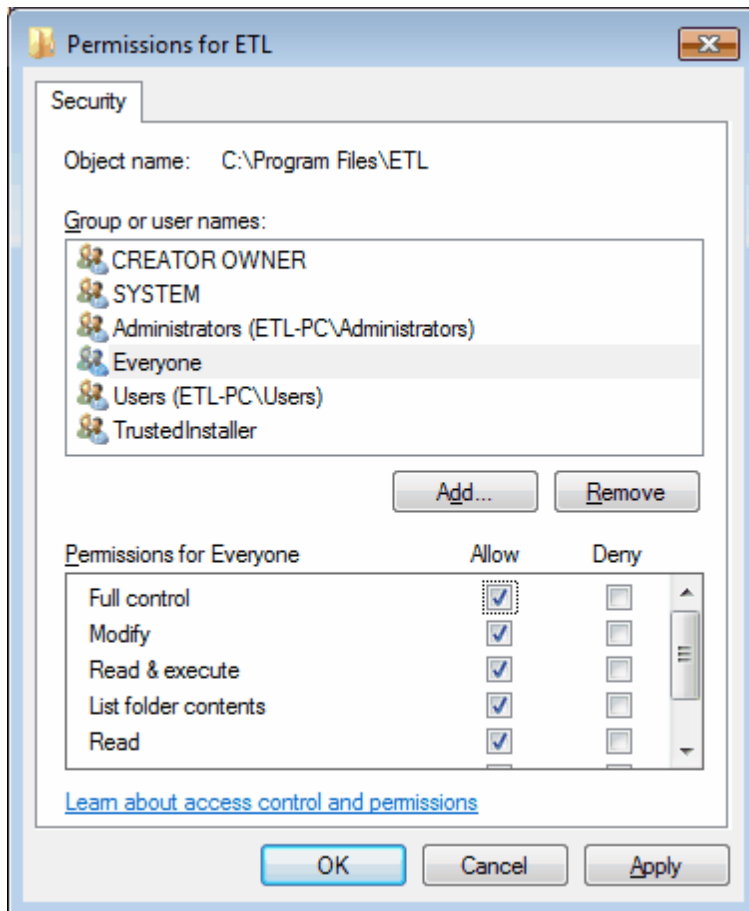 Permissions for ETL
Security
Object name: C:\Program Files\ETL
Group or user names:
CREATOR OWNER
SYSTEM
Administrators (ETL-PC\Administrators)
Everyone
Users (ETL-PC\Users)
TrustedInstaller
Add... Remove
Permissions for Everyone Allow Deny
Full control
Modify
Read & execute
List folder contents
Read
Learn about access control and permissions
OK Cancel Apply